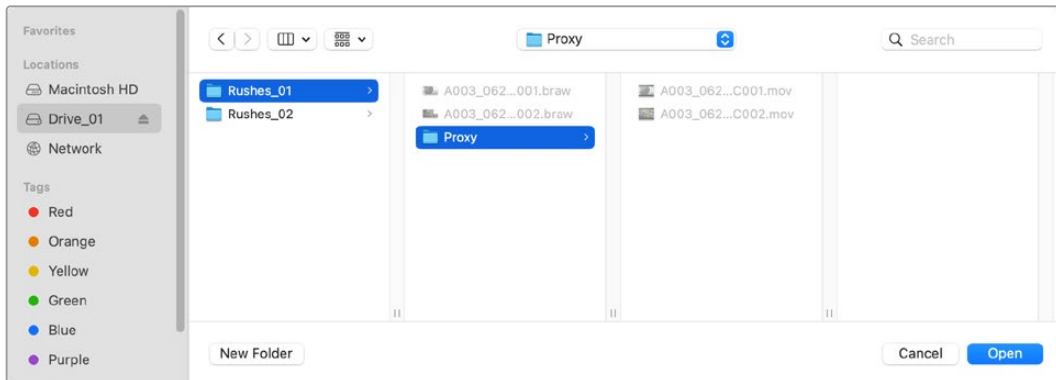 Favorites
Locations
Macintosh HD
Drive_01
Network
Tags
Red
Orange
Yellow
Green
Blue
Purple
Proxy
Search
Rushes_01
Rushes_02
A003_062...001.braw
A003_062...002.braw
Proxy
A003_062...C001.mov
A003_062...C002.mov
New Folder
Cancel
Open